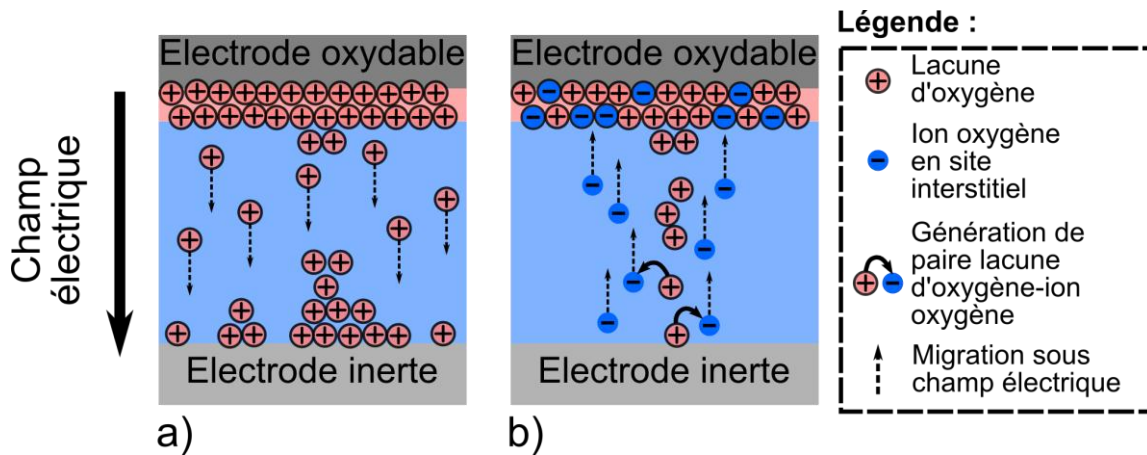 Légende :
Electrode oxydable
Electrode oxydable
Champ
électrique
Electrode inerte
Electrode inerte
a)
b)
Lacune
d'oxygène
Ion oxygène
en site
interstitiel
Génération de
paire lacune
d'oxygène-ion
oxygène
Migration sous
champ électrique